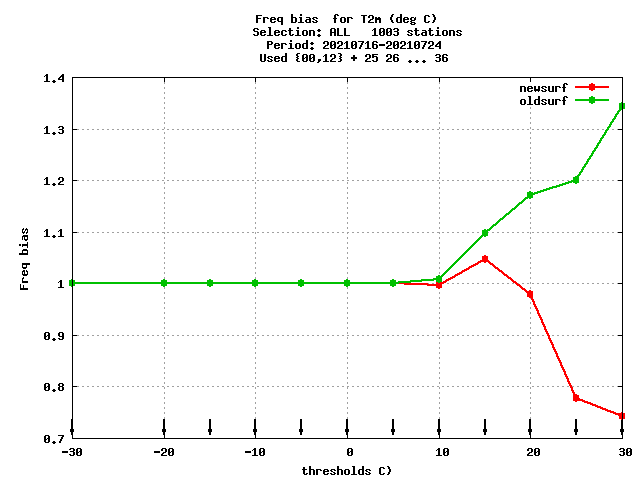 Freq bias  for T2m (deg C)
Selection: ALL   1003 stations
Period: 20210716-20210724
Used {00,12} + 25 26 ... 36
newsurf
oldsurf
1.4
1.3
1.2
1.1
1
0.9
0.8
0.7
Freq bias
-30
-20
-10
0
10
20
30
thresholds C)